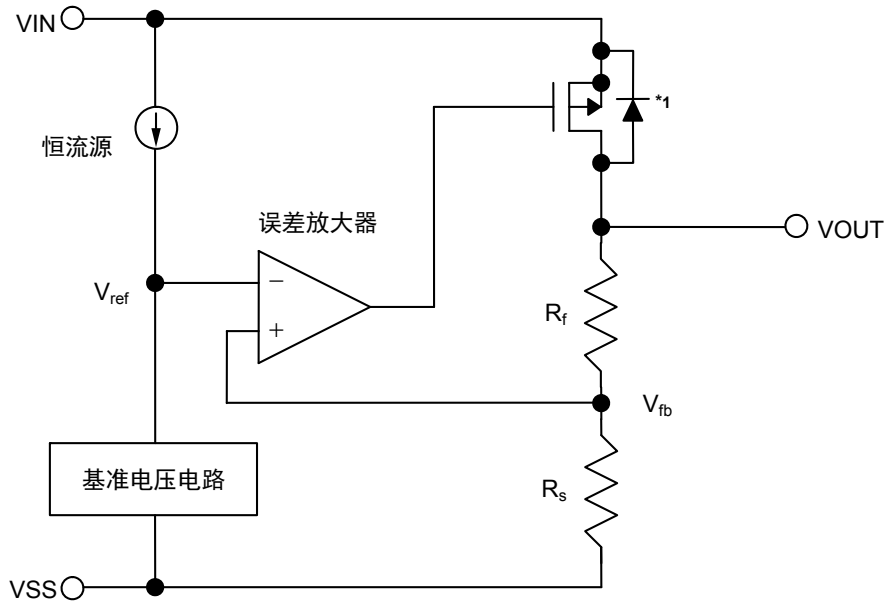 VIN
*1
恒流源
误差放大器
VOUT
Vref
−
+
Rf
Vfb
基准电压电路
Rs
VSS